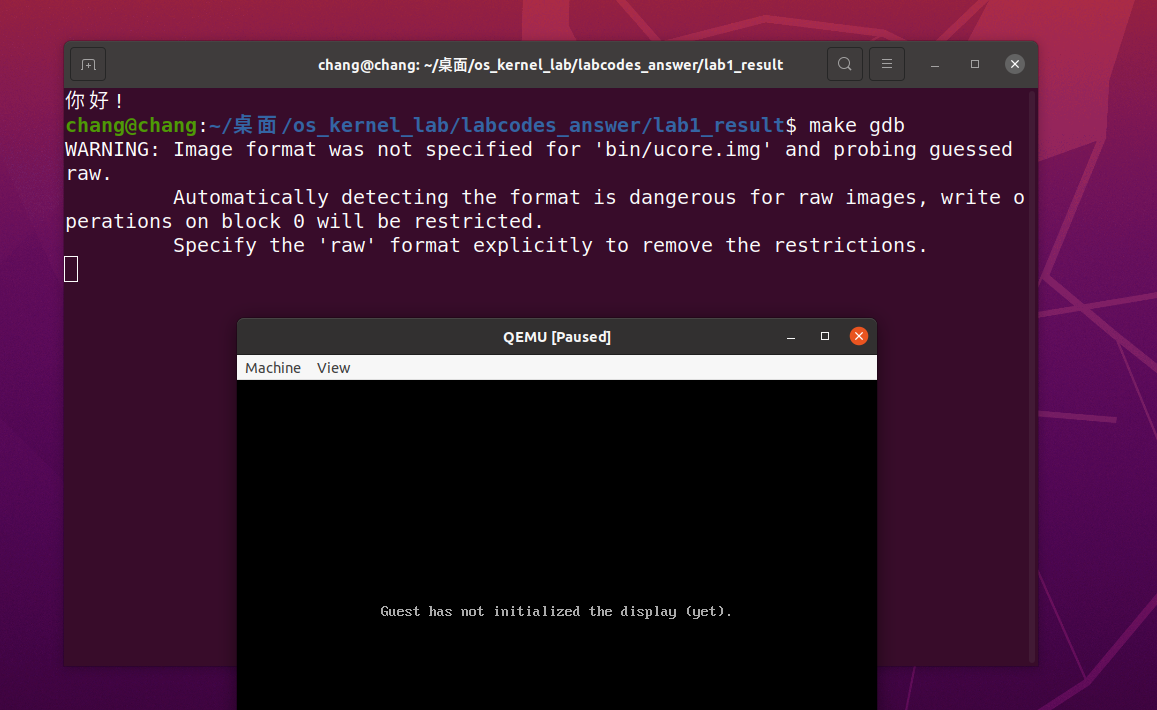 chang@chang: ~/桌面/os_kernel_lab/labcodes_answer/lab1_result
你好！
chang@chang:~/桌面/os_kernel_lab/labcodes_answer/lab1_result$ make gdb
WARNING: Image format was not specified for 'bin/ucore.img' and probing guessed
raw.
Automatically detecting the format is dangerous for raw images, write o
perations on block 0 will be restricted.
Specify the 'raw' format explicitly to remove the restrictions.
QEMU [Paused]
Machine View
Guest has not initialized the display (yet).